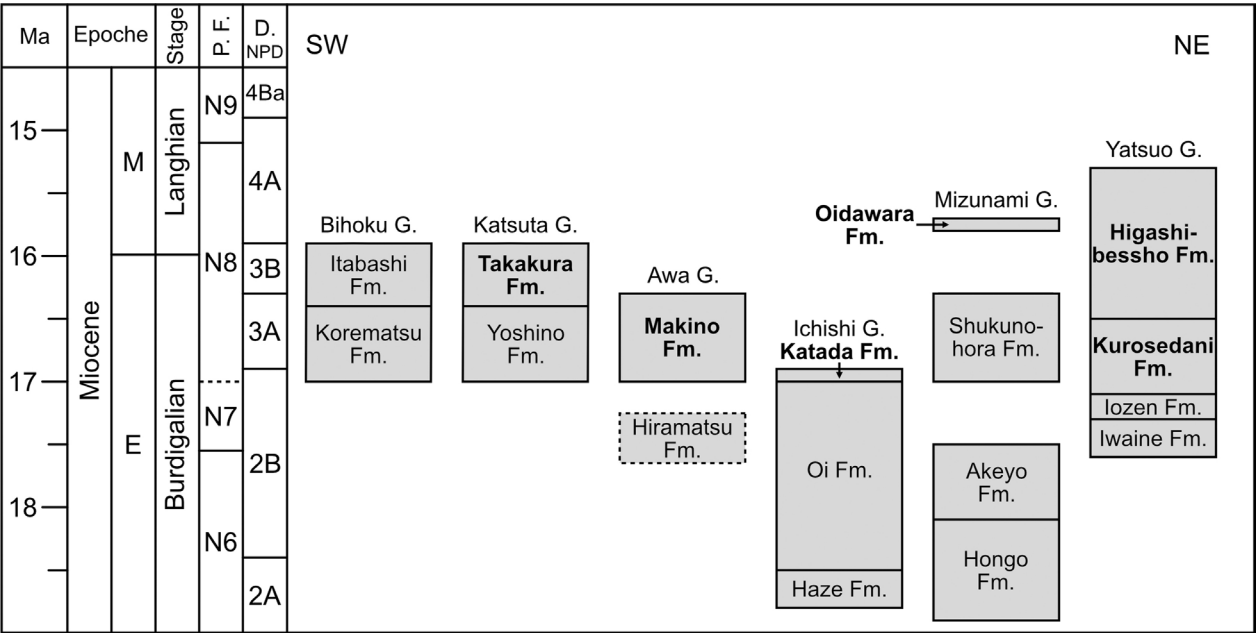 Ma
Epoche
Stage
P. F.
D.
NPD
SW
NE
15
16
17
18
Miocene
M
E
Langhian
Burdigalian
N9
N8
N7
N6
4Ba
4A
3B
3A
2B
2A
Bihoku G.
Itabashi
Fm.
Korematsu
Fm.
Katsuta G.
Takakura
Fm.
Yoshino
Fm.
Awa G.
Makino
Fm.
Hiramatsu
Fm.
Ichishi G.
Katada Fm.
Oi Fm.
Haze Fm.
Mizunami G.
Oidawara
Fm.
Shukuno-
hora Fm.
Akeyo
Fm.
Hongo
Fm.
Yatsuo G.
Higashi-
bessho Fm.
Kurosedani
Fm.
Iozen Fm.
Iwaine Fm.